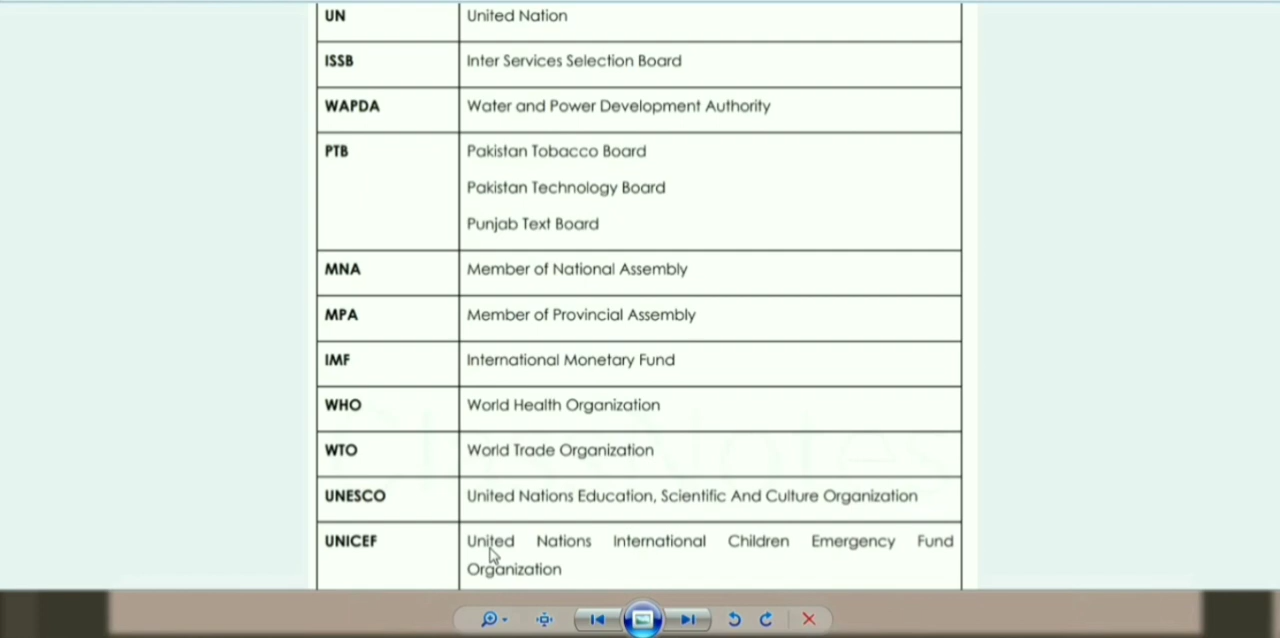 UN United Nation
ISSB Inter Services Selection Board
WAPDA Water and Power Development Authority
PTB Pakistan Tobacco Board
Pakistan Technology Board
Punjab Text Board
MNA Member of National Assembly
MPA Member of Provincial Assembly
IMF International Monetary Fund
WHO World Health Organization
WTO World Trade Organization
UNESCO United Nations Education, Scientific And Culture Organization
UNICEF United Nations International Children Emergency Fund
Organization